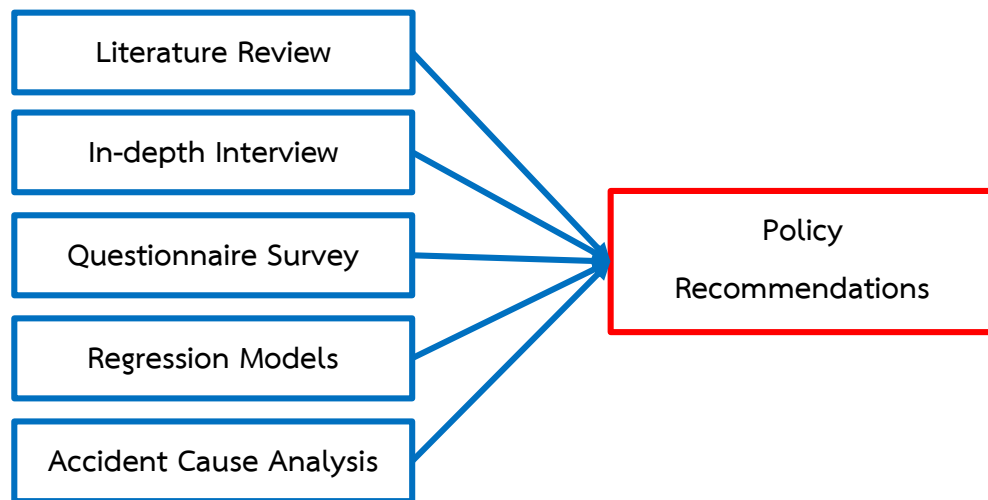 Literature Review
In-depth Interview
Questionnaire Survey
Regression Models
Accident Cause Analysis
Policy
Recommendations